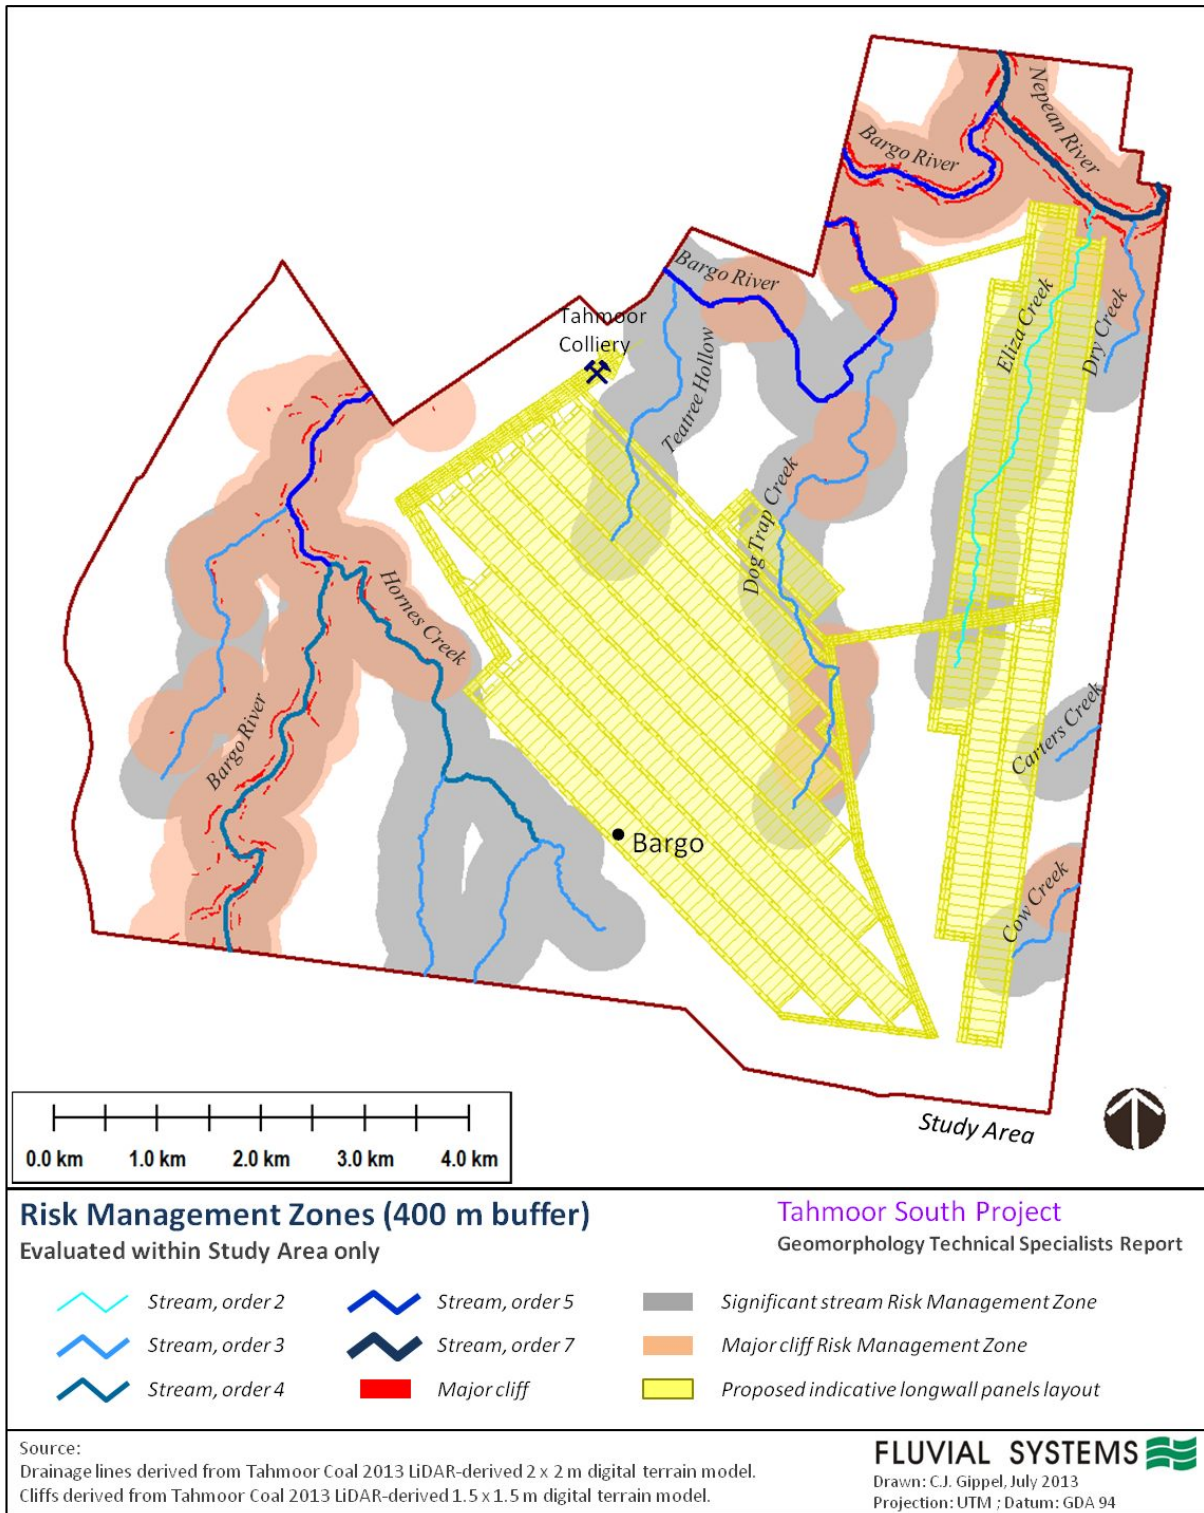 Nepean River
Bargo River
Bargo River
Tahmoor
Colliery
Teatree Hollow
Eliza Creek
Dry Creek
Dog Trap Creek
Hornes Creek
Bargo River
Carters Creek
Bargo
Cow Creek
Study Area
0.0 km 1.0 km 2.0 km 3.0 km 4.0 km
Risk Management Zones (400 m buffer)
Evaluated within Study Area only
Tahmoor South Project
Geomorphology Technical Specialists Report
Stream, order 2
Stream, order 3
Stream, order 4
Stream, order 5
Stream, order 7
Major cliff
Significant stream Risk Management Zone
Major cliff Risk Management Zone
Proposed indicative longwall panels layout
Source:
Drainage lines derived from Tahmoor Coal 2013 LiDAR-derived 2 x 2 m digital terrain model.
Cliffs derived from Tahmoor Coal 2013 LiDAR-derived 1.5 x 1.5 m digital terrain model.
FLUVIAL SYSTEMS
Drawn: C.J. Gippel, July 2013
Projection: UTM ; Datum: GDA 94